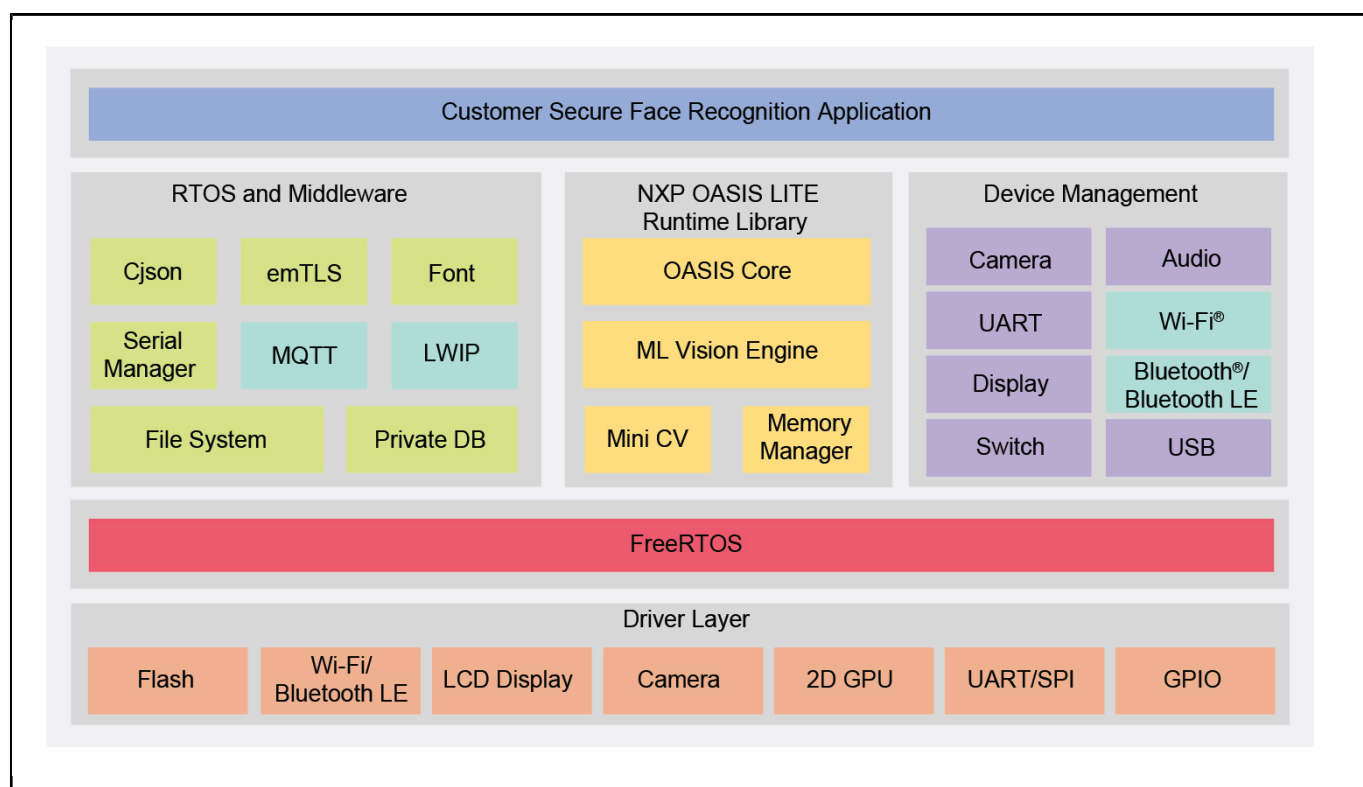 Customer Secure Face Recognition Application
RTOS and Middleware
Cjson
emTLS
Font
Serial
Manager
MQTT
LWIP
File System
Private DB
NXP OASIS LITE
Runtime Library
OASIS Core
ML Vision Engine
Mini CV
Memory
Manager
Device Management
Camera
Audio
UART
Wi-Fi®
Display
Bluetooth®/
Bluetooth LE
Switch
USB
FreeRTOS
Driver Layer
Flash
Wi-Fi/
Bluetooth LE
LCD Display
Camera
2D GPU
UART/SPI
GPIO